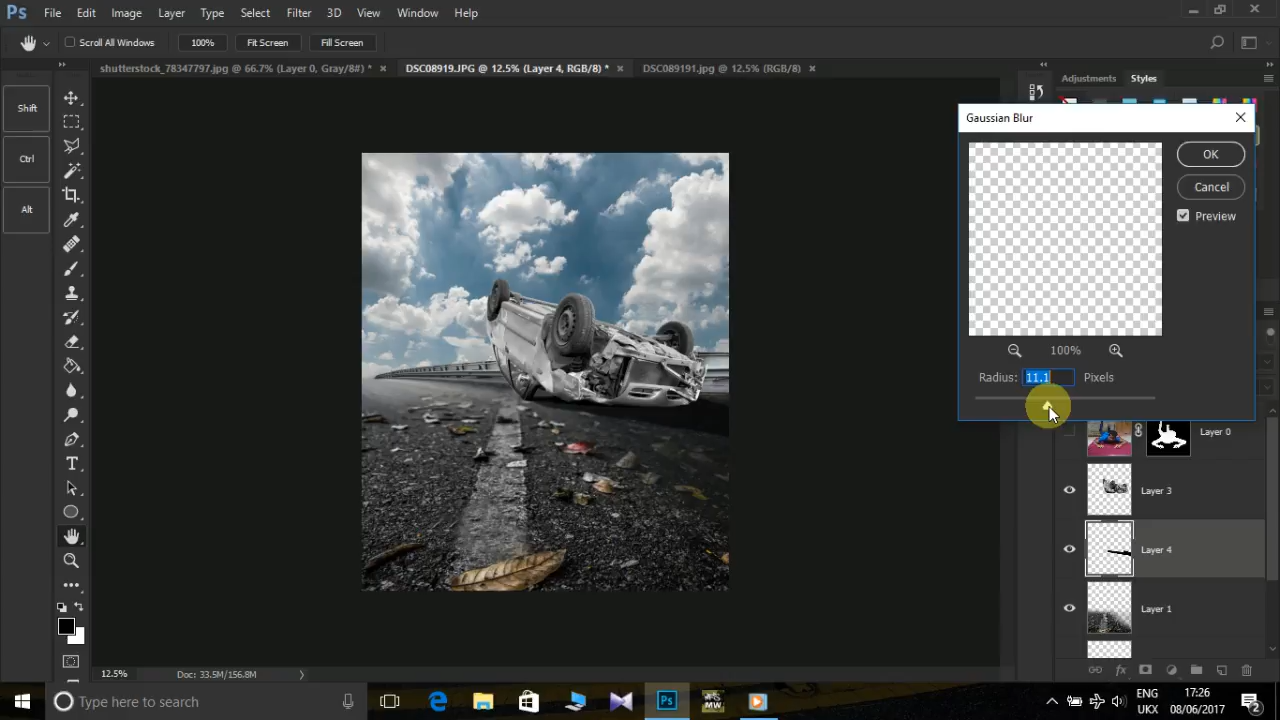 Ps File Edit Image Layer Type Select Filter 3D View Window Help
Scroll All Windows 100% Fit Screen Fill Screen
shutterstock_78347797.jpg @ 66.7% (Layer 0, Gray/8#) * × DSC08919.JPG @ 12.5% (Layer 4, RGB/8) * × DSC089191.jpg @ 12.5% (RGB/8) ×
Adjustments Styles
Shift
Ctrl
Alt
Gaussian Blur
OK
Cancel
Preview
100%
Radius: 11.1 Pixels
Layer 0
Layer 3
Layer 4
Layer 1
12.5% Doc: 33.5M/156.8M
fx
Type here to search
Ps
MW
ENG
UKX
17:26
08/06/2017
2